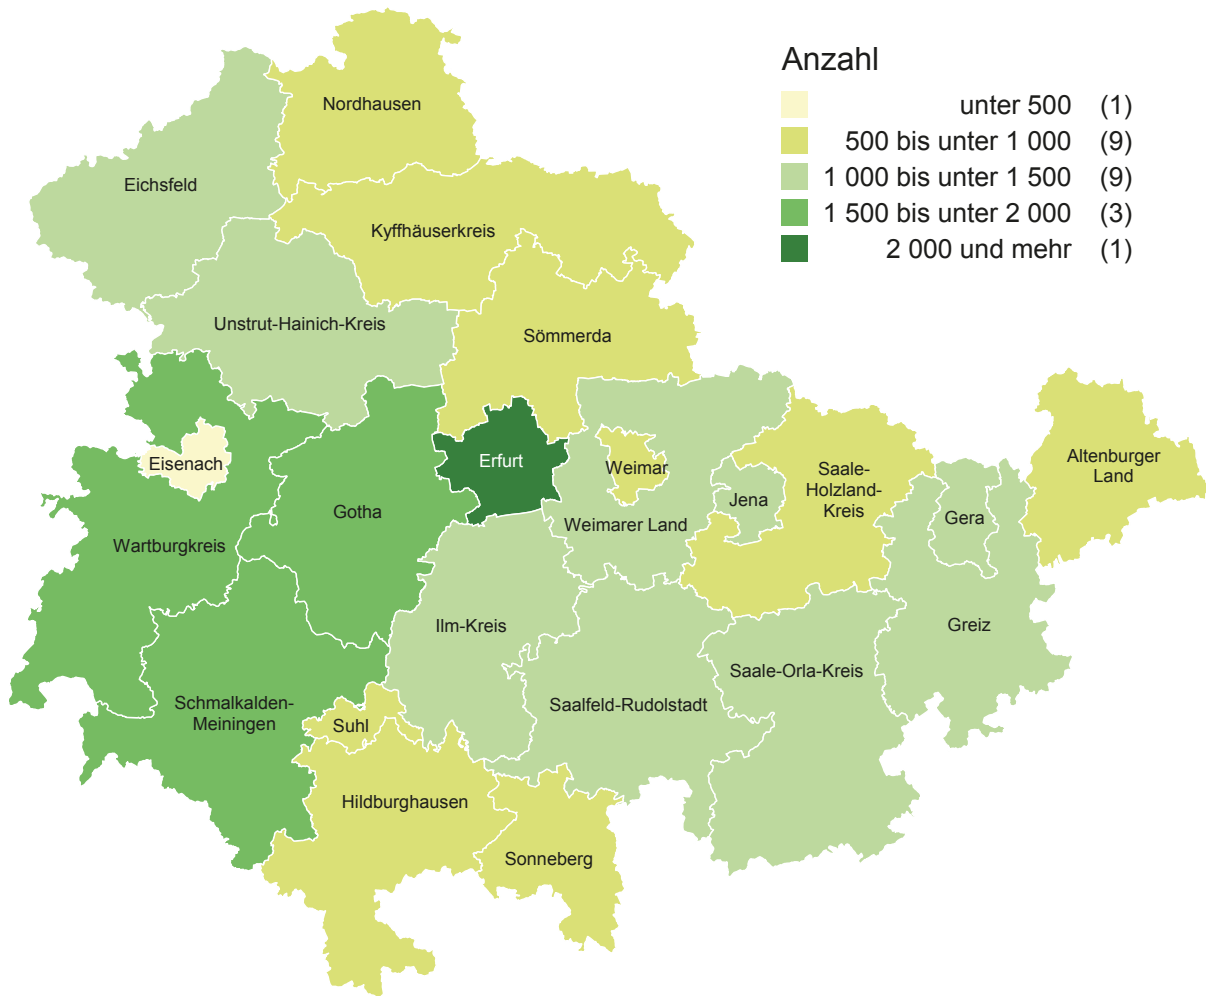 Anzahl
unter 500 (1)
500 bis unter 1 000 (9)
1 000 bis unter 1 500 (9)
1 500 bis unter 2 000 (3)
2 000 und mehr (1)
Nordhausen
Eichsfeld
Kyffhäuserkreis
Unstrut-Hainich-Kreis
Sömmerda
Eisenach
Erfurt
Weimar
Saale-
Holzland-
Kreis
Altenburger
Land
Gotha
Jena
Weimarer Land
Gera
Wartburgkreis
Ilm-Kreis
Greiz
Saale-Orla-Kreis
Schmalkalden-
Meiningen
Suhl
Saalfeld-Rudolstadt
Hildburghausen
Sonneberg